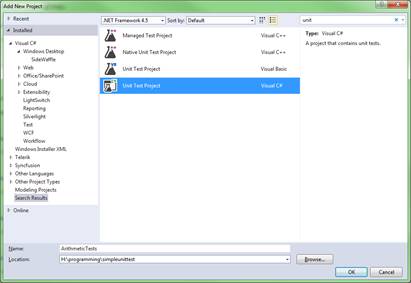 Add New Project
Recent
.NET Framework 4.5
Sort by:
Default
unit
Installed
Visual C#
Windows Desktop
SideWaffle
Web
Office/SharePoint
Cloud
Extensibility
LightSwitch
Reporting
Silverlight
Test
WCF
Workflow
Windows Installer XML
Telerik
Syncfusion
Other Languages
Other Project Types
Modeling Projects
Search Results
Online
Managed Test Project
Visual C++
Native Unit Test Project
Visual C++
Unit Test Project
Visual Basic
Unit Test Project
Visual C#
Type: Visual C#
A project that contains unit tests.
Name:
ArithmeticTests
Location:
H:\programming\simpleunittest
Browse...
OK
Cancel